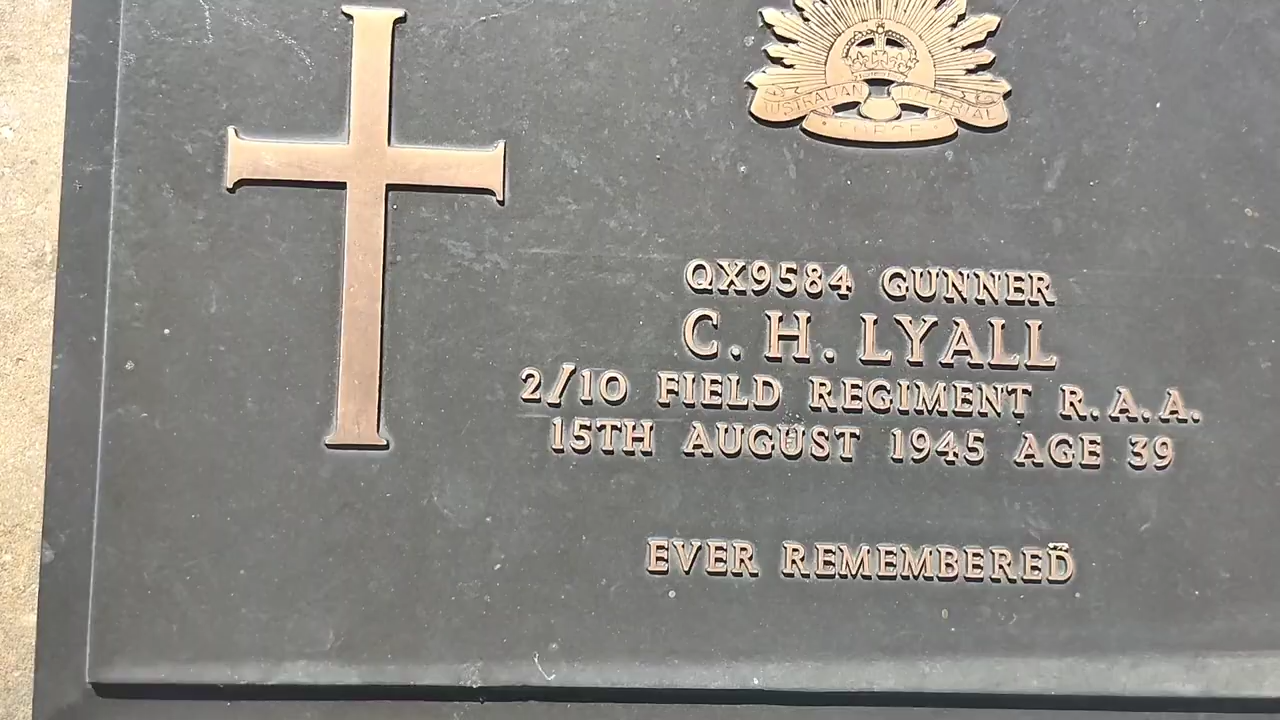 AUSTRALIAN IMPERIAL
FORCE
QX9584 GUNNER
C. H. LYALL
2/10 FIELD REGIMENT R.A.A.
15TH AUGUST 1945 AGE 39
EVER REMEMBERED